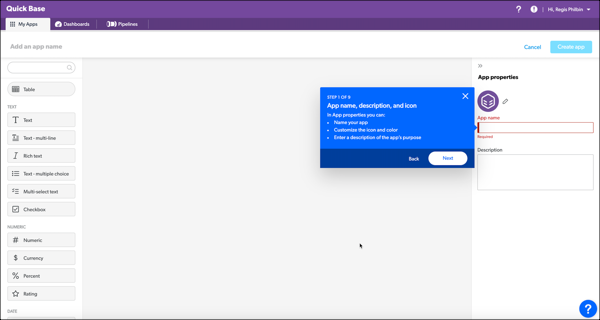 Quick Base
? ! Hi, Regis Philbin
My Apps Dashboards Pipelines
Add an app name
Cancel Create app
Table
TEXT
Text
Text - multi-line
Rich text
Text - multiple choice
Multi-select text
Checkbox
NUMERIC
Numeric
Currency
Percent
Rating
DATE
STEP 1 OF 8
App name, description, and icon
In App properties you can:
• Name your app
• Customize the icon and color
• Enter a description of the app's purpose
Back Next
App properties
App name
Required
Description
?